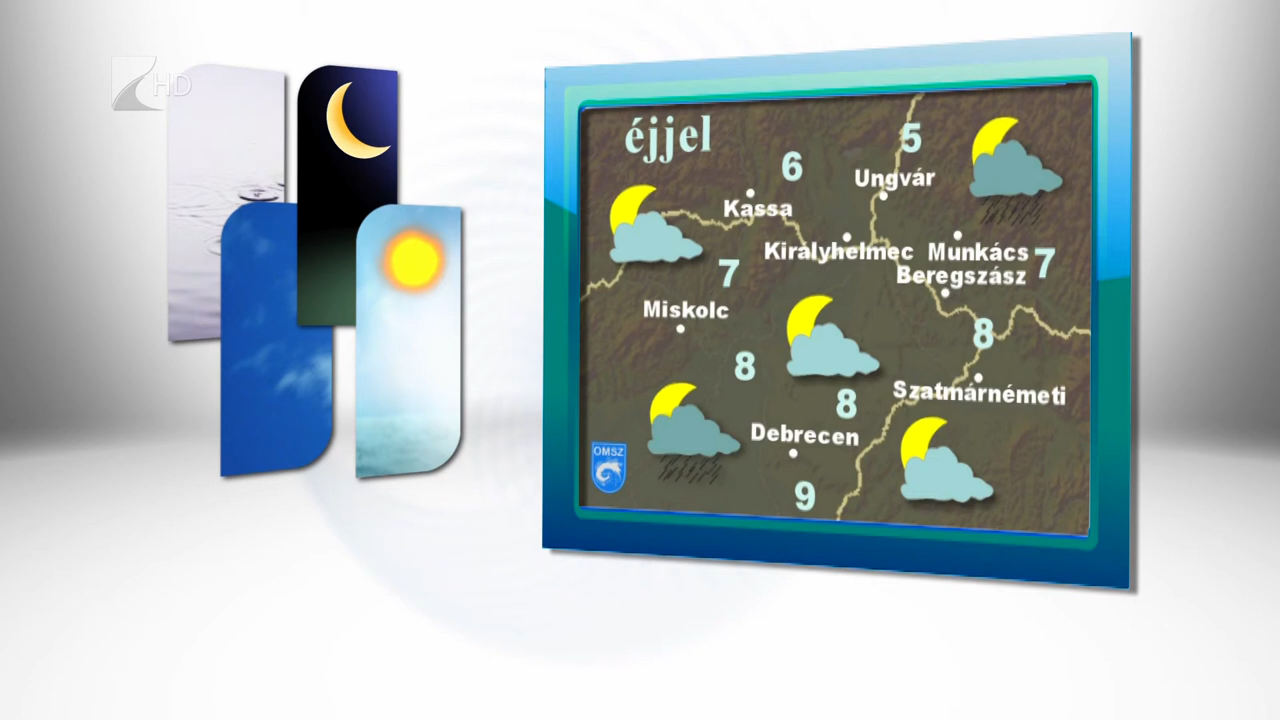 HD
éjjel
5
6
Ungvár
Kassa
Királyhelmec
Munkács
7
Beregszász
7
Miskolc
8
8
Szatmárnémeti
8
Debrecen
OMSZ
9